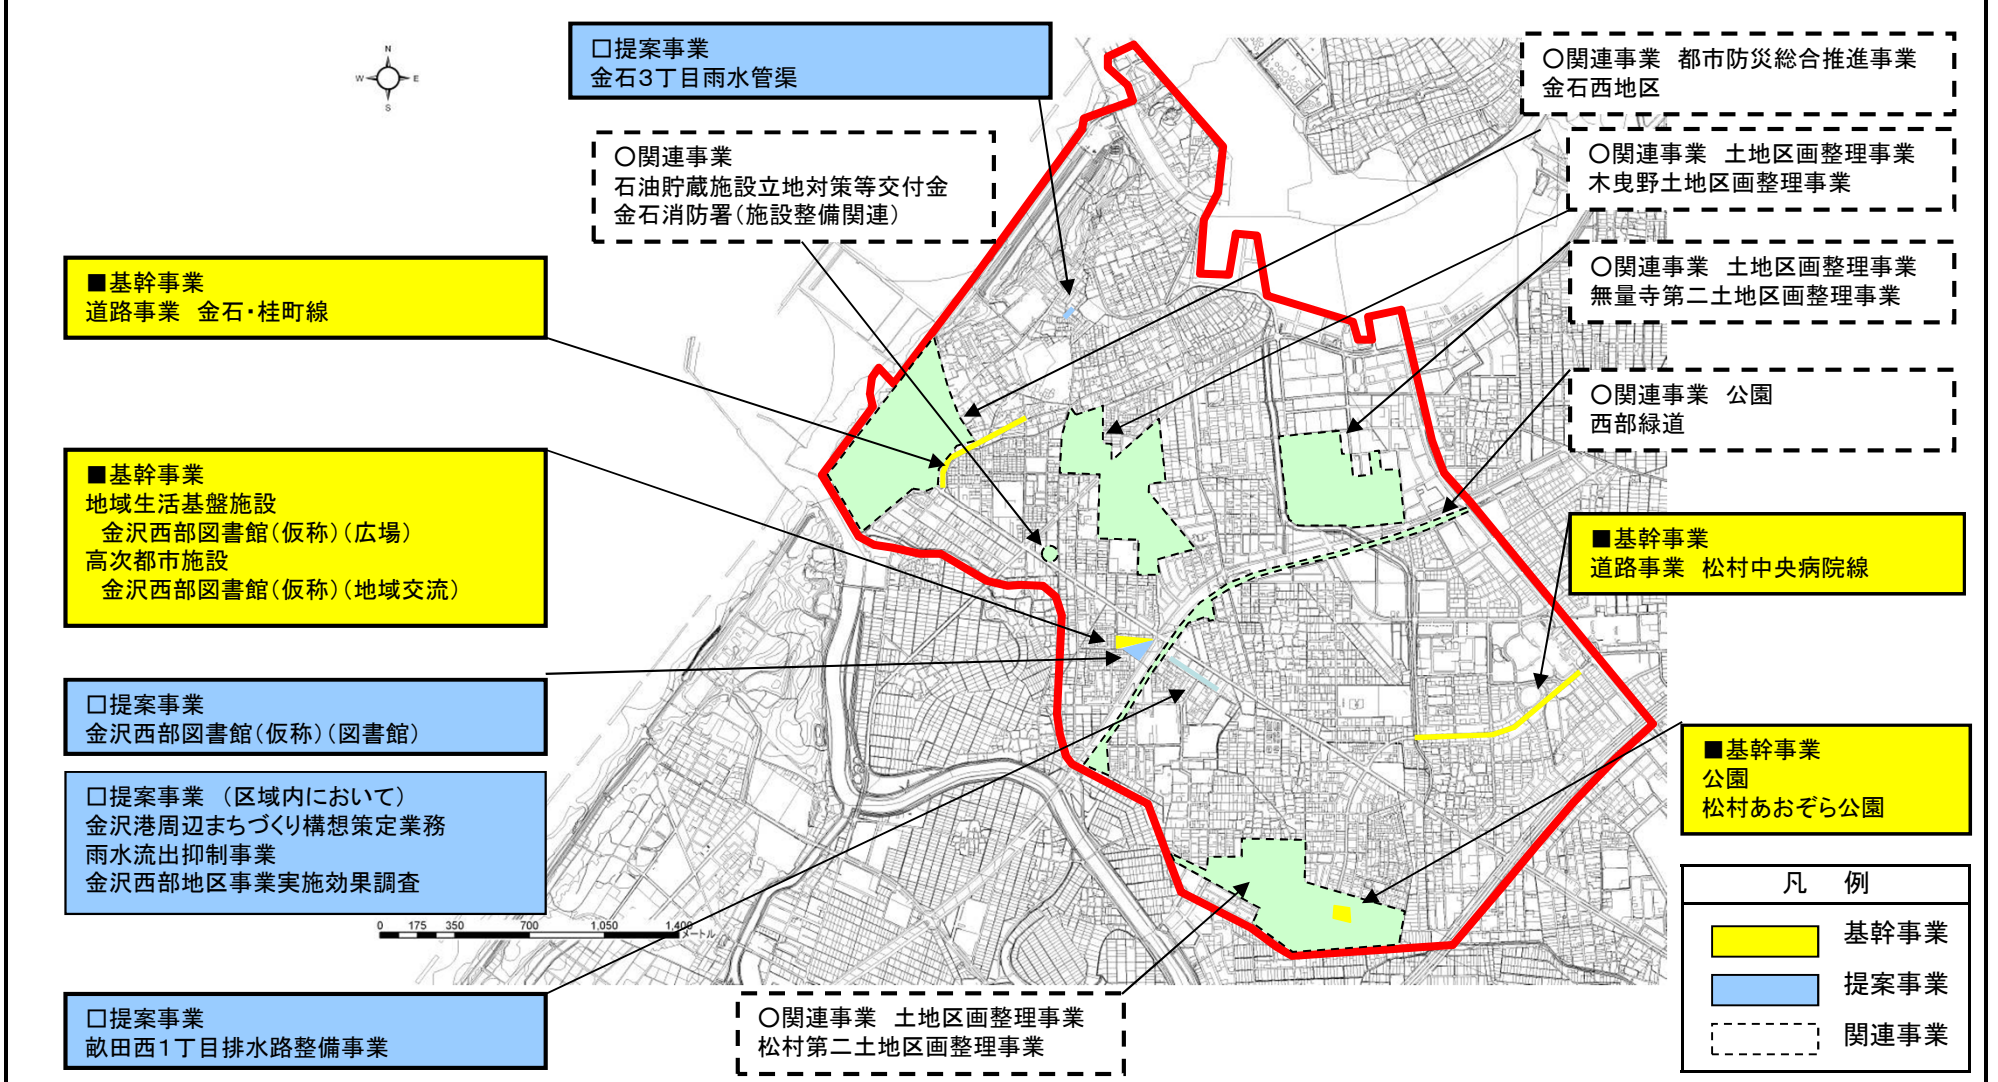 N
W
E
S
□提案事業
金石3丁目雨水管渠
○関連事業
石油貯蔵施設立地対策等交付金
金石消防署(施設整備関連)
○関連事業 都市防災総合推進事業
金石西地区
○関連事業 土地区画整理事業
木曳野土地区画整理事業
○関連事業 土地区画整理事業
無量寺第二土地区画整理事業
○関連事業 公園
西部緑道
■基幹事業
道路事業 金石・桂町線
■基幹事業
地域生活基盤施設
金沢西部図書館(仮称)(広場)
高次都市施設
金沢西部図書館(仮称)(地域交流)
■基幹事業
道路事業 松村中央病院線
□提案事業
金沢西部図書館(仮称)(図書館)
□提案事業 (区域内において)
金沢港周辺まちづくり構想策定業務
雨水流出抑制事業
金沢西部地区事業実施効果調査
■基幹事業
公園
松村あおぞら公園
0 175 350 700 1,050 1,400
メートル
□提案事業
畝田西1丁目排水路整備事業
○関連事業 土地区画整理事業
松村第二土地区画整理事業
凡 例
基幹事業
提案事業
関連事業